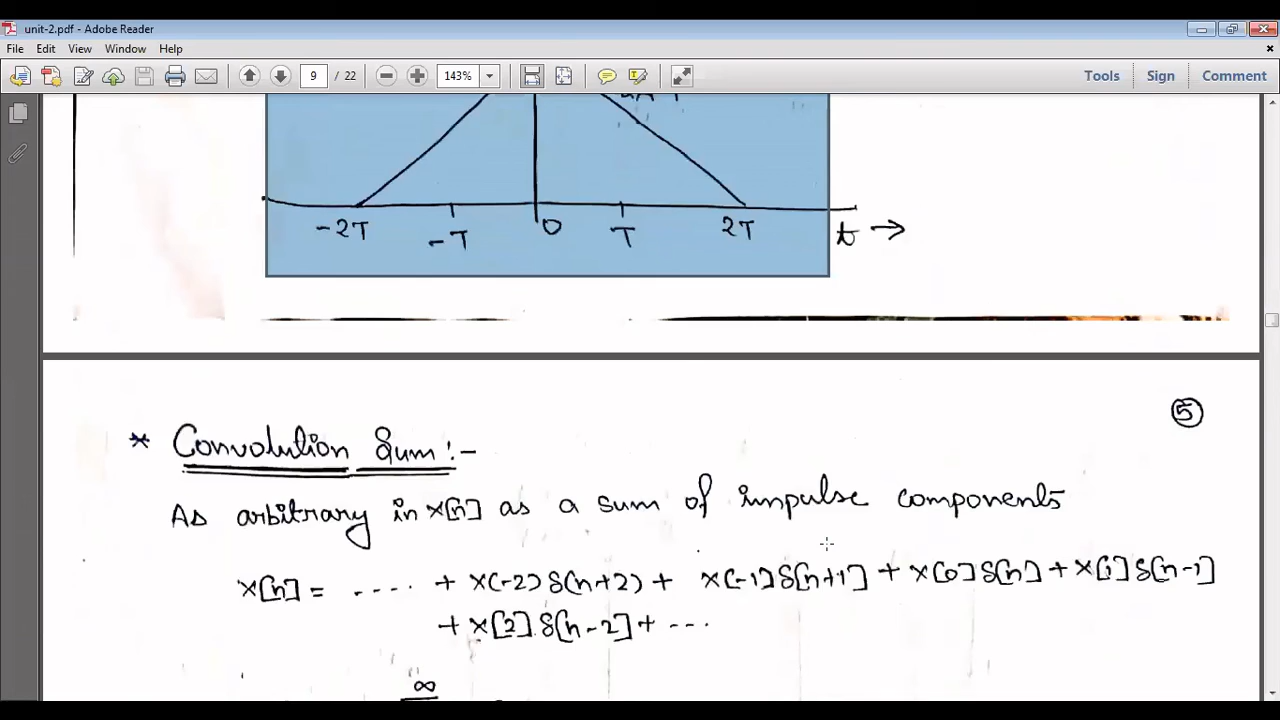 unit-2.pdf - Adobe Reader
File Edit View Window Help
9 / 22 143% Tools Sign Comment
-2T -T 0 T 2T t →
5
* Convolution Sum :-
As arbitrary in x[n] as a sum of impulse components
x[n] = .... + x(-2) δ(n+2) + x(-1] δ[n+1] + x[0] δ[n] + x[1] δ[n-1]
+ x[2] δ[n-2] + ...
∞